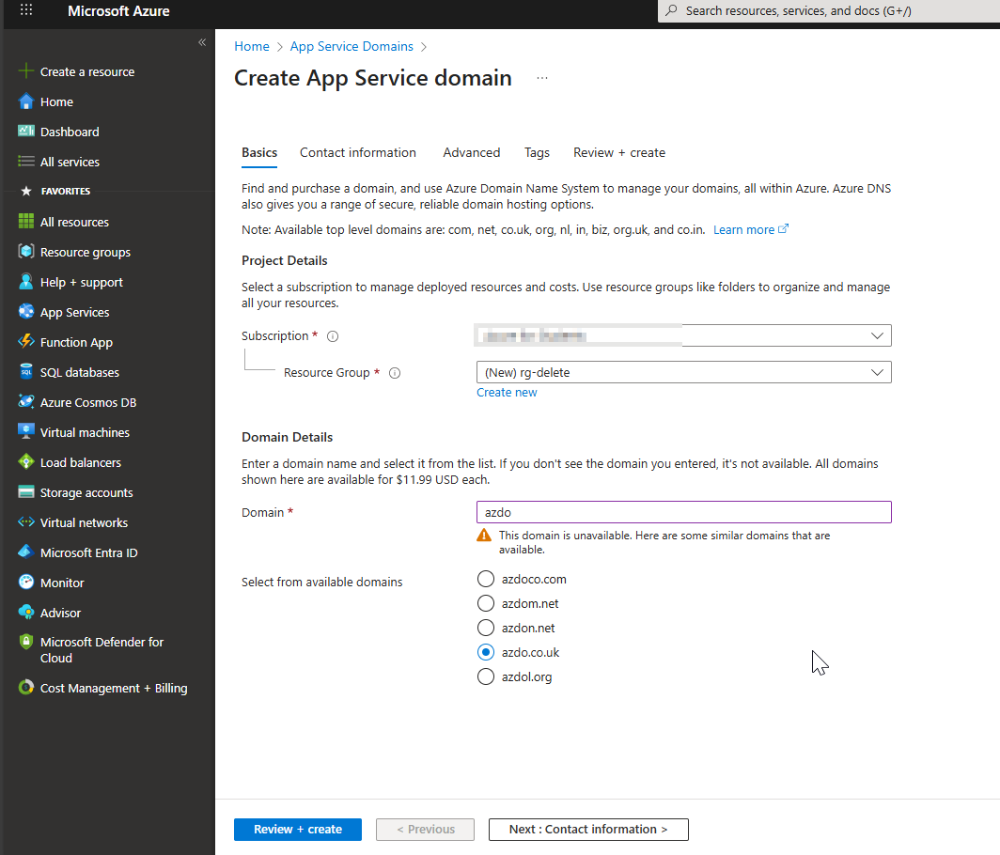 Microsoft Azure
Search resources, services, and docs (G+/)
«
Create a resource
Home
Dashboard
All services
FAVORITES
All resources
Resource groups
Help + support
App Services
Function App
SQL databases
Azure Cosmos DB
Virtual machines
Load balancers
Storage accounts
Virtual networks
Microsoft Entra ID
Monitor
Advisor
Microsoft Defender for
Cloud
Cost Management + Billing
Home > App Service Domains >
Create App Service domain ...
Basics Contact information Advanced Tags Review + create
Find and purchase a domain, and use Azure Domain Name System to manage your domains, all within Azure. Azure DNS
also gives you a range of secure, reliable domain hosting options.
Note: Available top level domains are: com, net, co.uk, org, nl, in, biz, org.uk, and co.in. Learn more
Project Details
Select a subscription to manage deployed resources and costs. Use resource groups like folders to organize and manage
all your resources.
Subscription *
Resource Group *
(New) rg-delete
Create new
Domain Details
Enter a domain name and select it from the list. If you don't see the domain you entered, it's not available. All domains
shown here are available for $11.99 USD each.
Domain *
azdo
This domain is unavailable. Here are some similar domains that are
available.
Select from available domains
azdoco.com
azdom.net
azdon.net
azdo.co.uk
azdol.org
Review + create
< Previous
Next : Contact information >